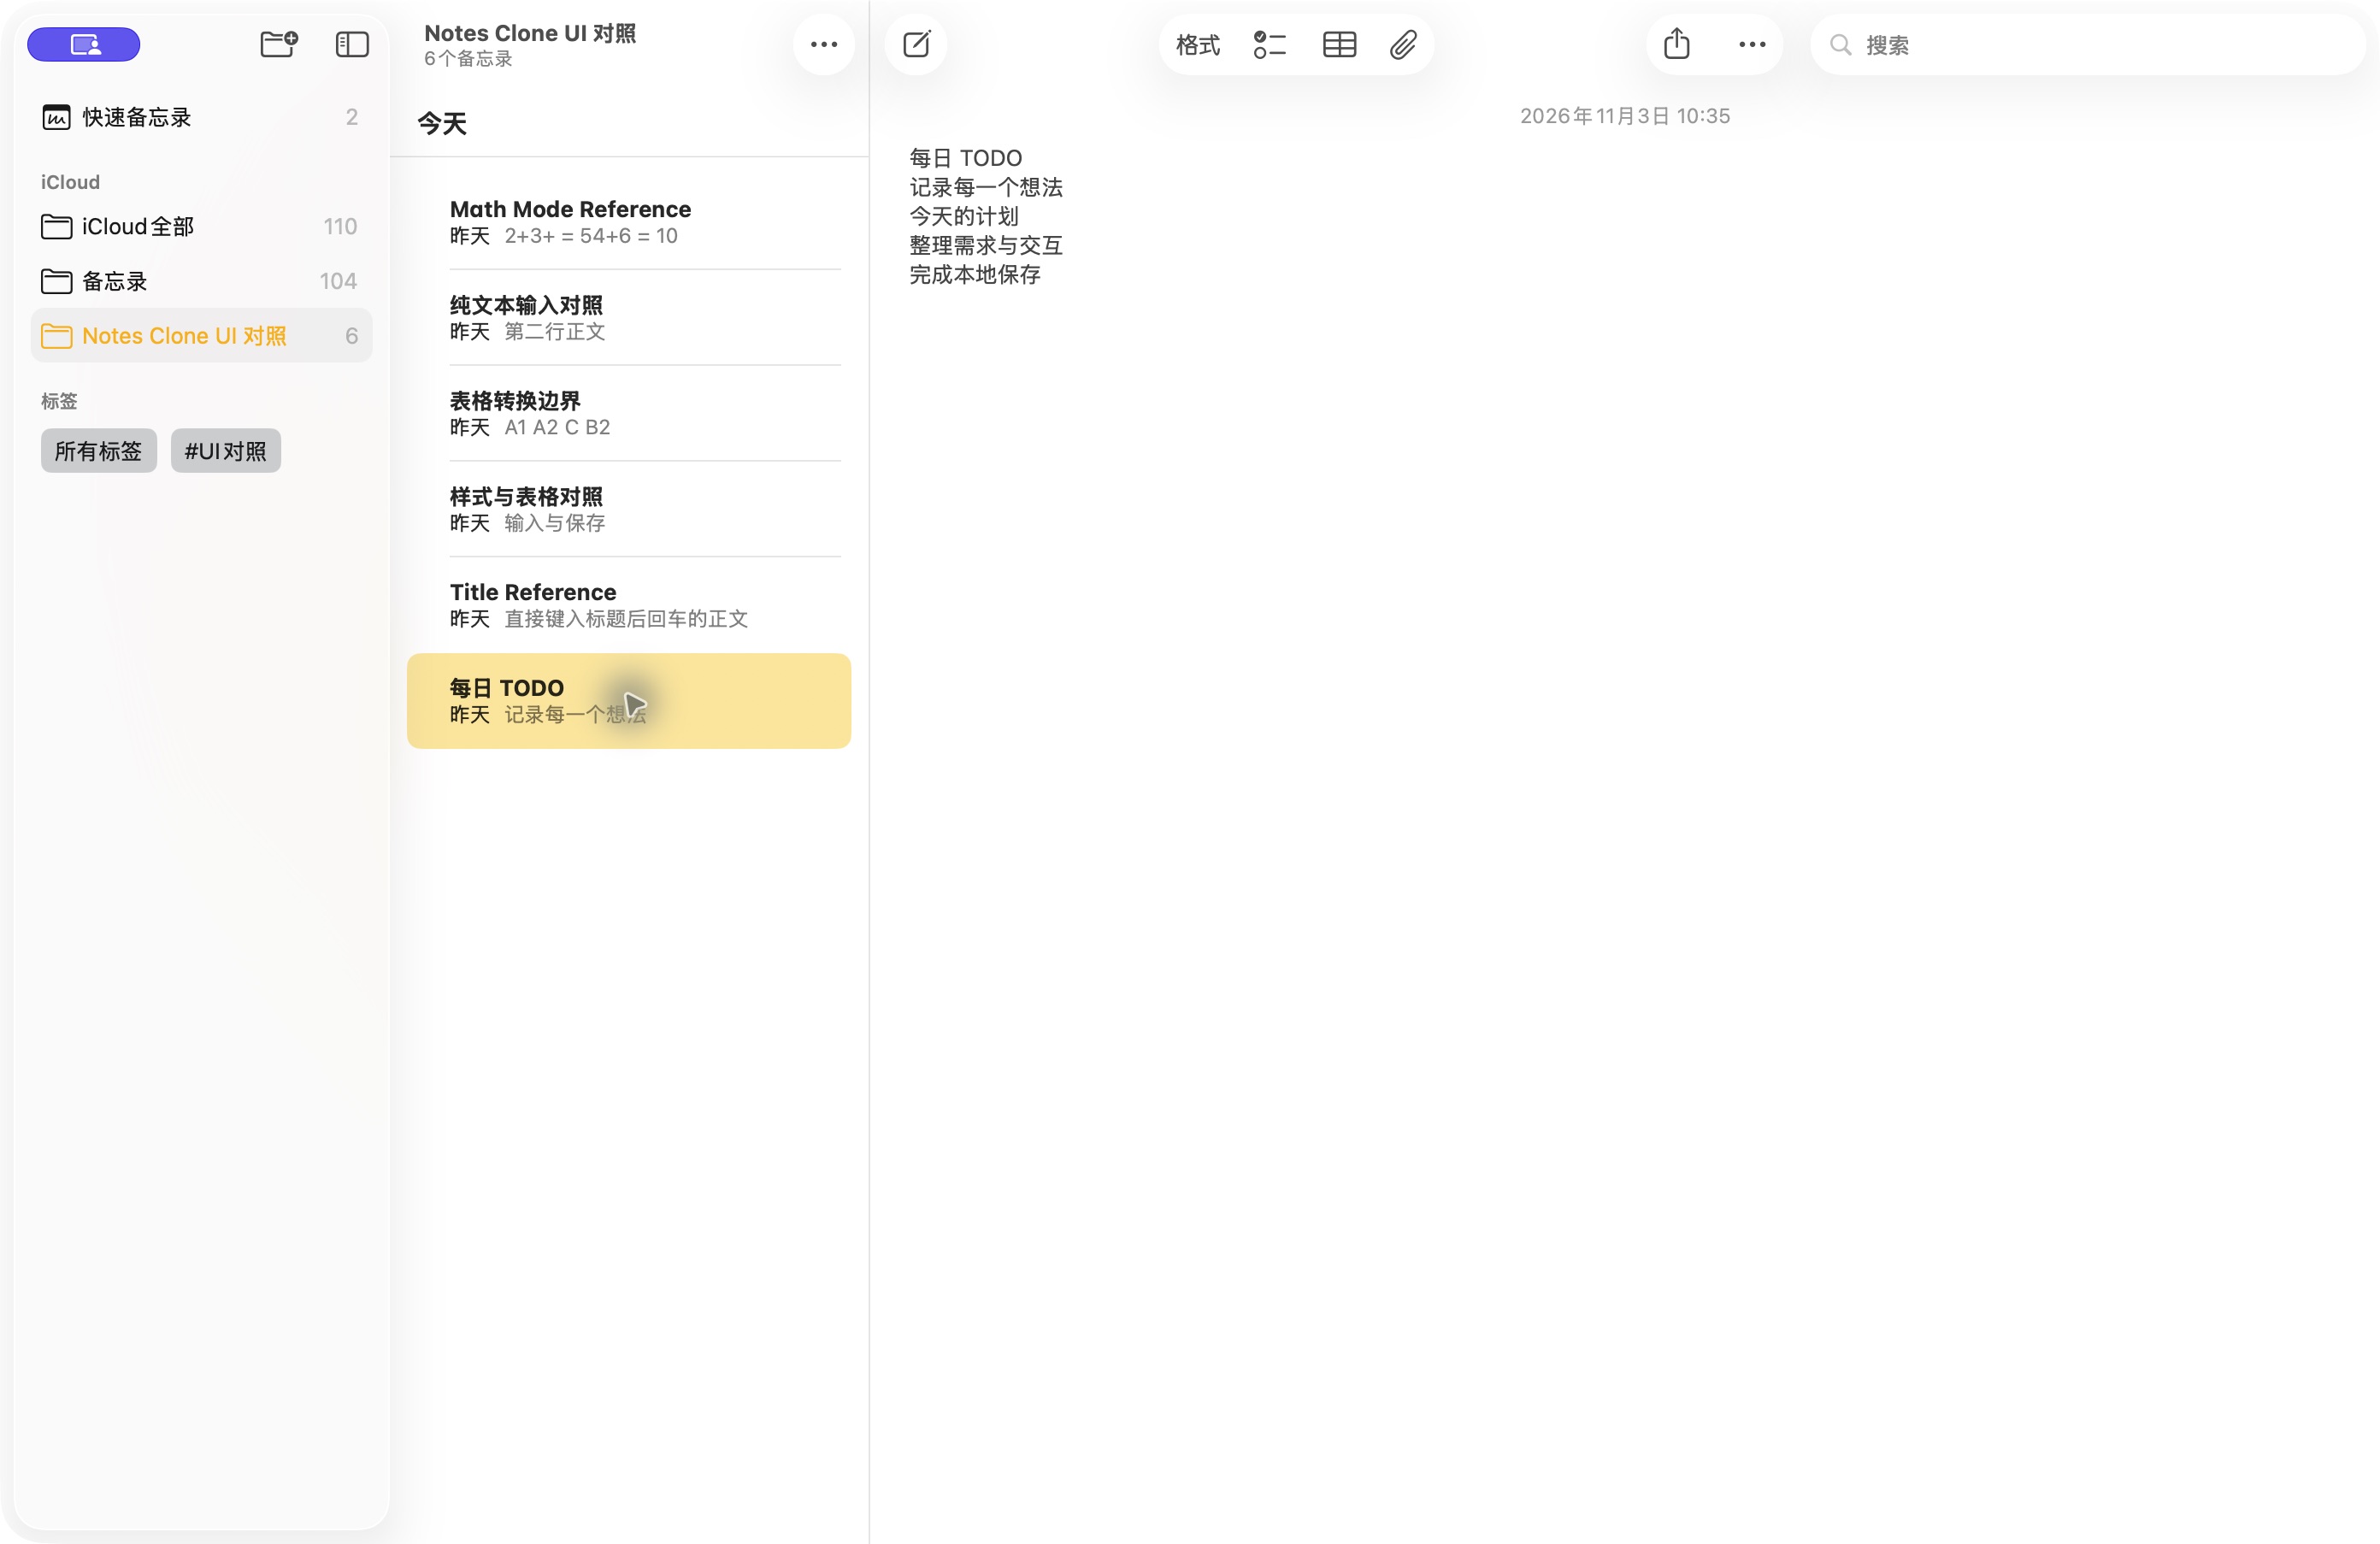 快速备忘录 2
iCloud
iCloud全部 110
备忘录 104
Notes Clone UI 对照 6
标签
所有标签 #UI对照
Notes Clone UI 对照
6个备忘录
今天
Math Mode Reference
昨天 2+3+ = 54+6 = 10
纯文本输入对照
昨天 第二行正文
表格转换边界
昨天 A1 A2 C B2
样式与表格对照
昨天 输入与保存
Title Reference
昨天 直接键入标题后回车的正文
每日 TODO
昨天 记录每一个想法
格式
搜索
2026年11月3日 10:35
每日 TODO
记录每一个想法
今天的计划
整理需求与交互
完成本地保存